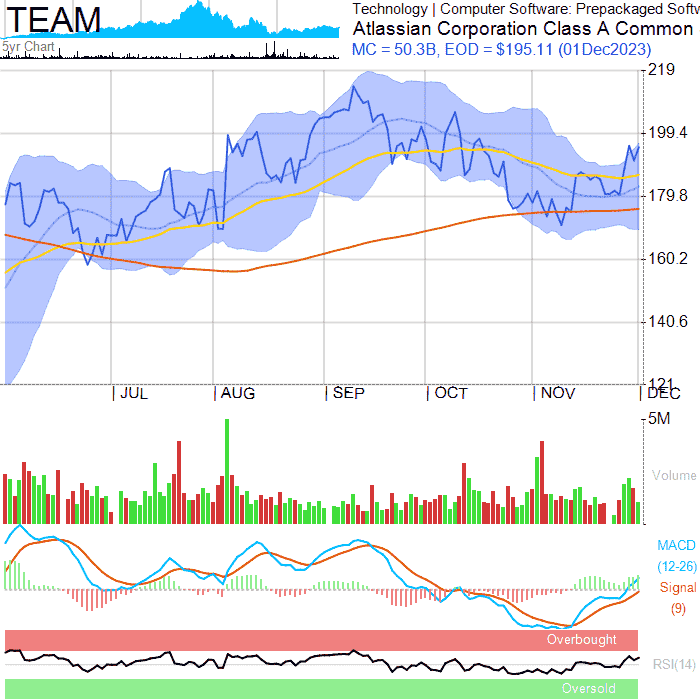 TEAM
5yr Chart
Technology | Computer Software: Prepackaged Softw
Atlassian Corporation Class A Common
MC = 50.3B, EOD = $195.11 (01Dec2023)
219
199.4
179.8
160.2
140.6
121
JUL AUG SEP OCT NOV DEC
5M
Volume
MACD
(12-26)
Signal
(9)
Overbought
RSI(14)
Oversold